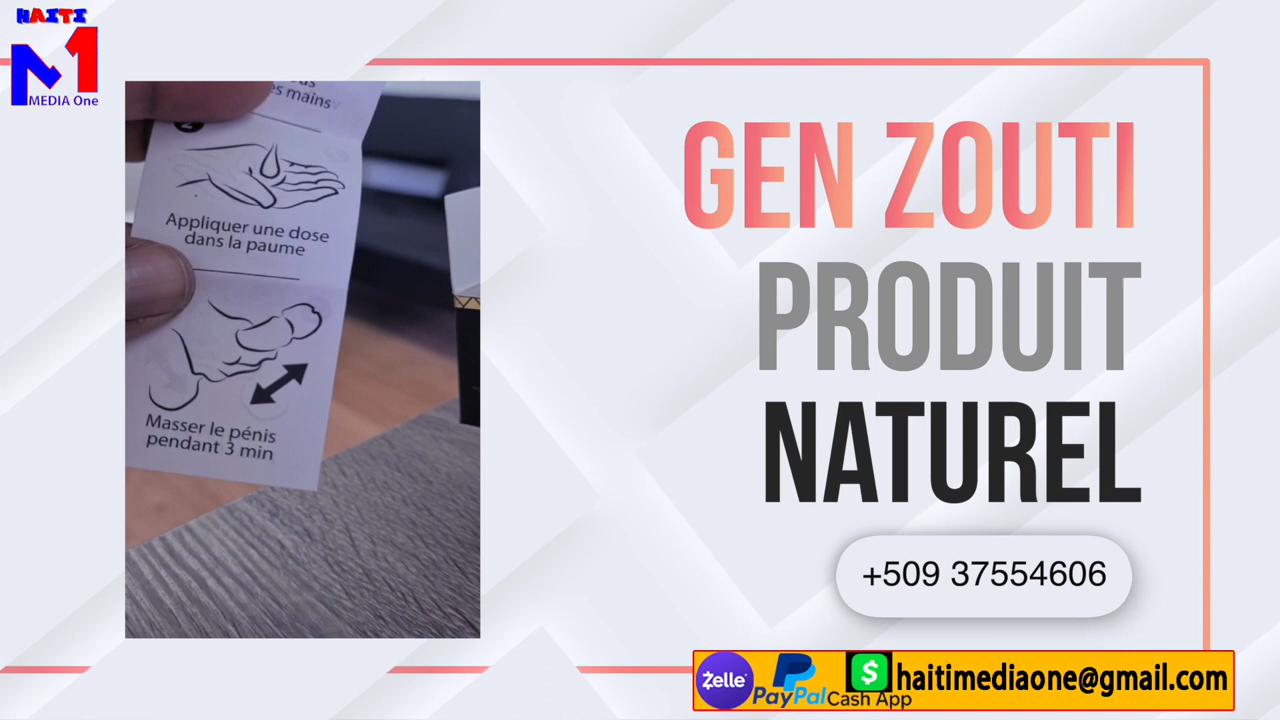 HAITI
M1
MEDIA One
es mains
2
Appliquer une dose
dans la paume
Masser le pénis
pendant 3 min
GEN ZOUTI
PRODUIT
NATUREL
+509 37554606
Zelle
PayPal
$
Cash App
haitimediaone@gmail.com